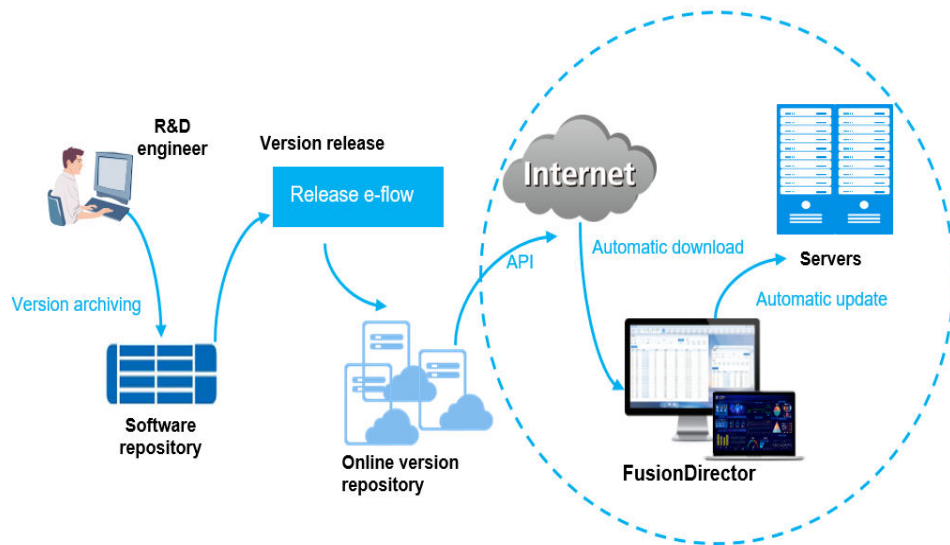 R&D
engineer
Version release
Release e-flow
Internet
Version archiving
API
Automatic download
Servers
Automatic update
Software
repository
Online version
repository
FusionDirector